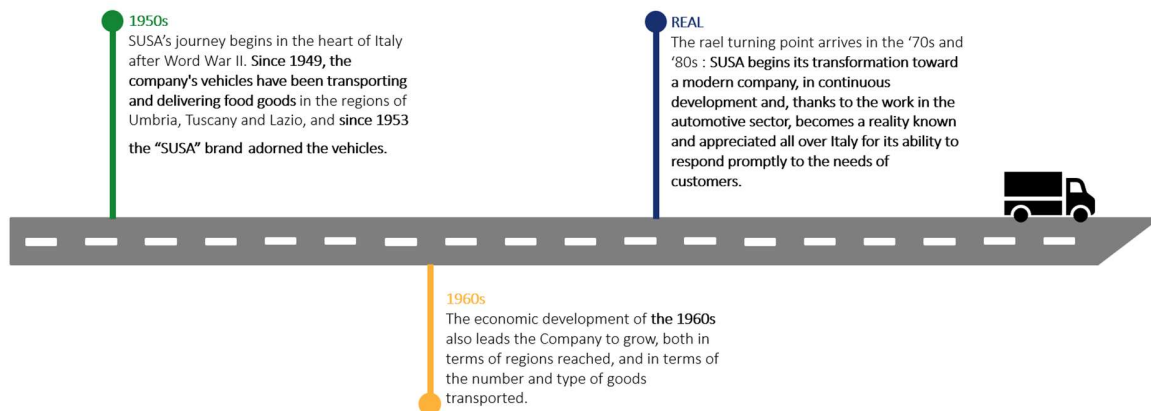 1950s
SUSA's journey begins in the heart of Italy
after Word War II. Since 1949, the
company's vehicles have been transporting
and delivering food goods in the regions of
Umbria, Tuscany and Lazio, and since 1953
the “SUSA” brand adorned the vehicles.
REAL
The rael turning point arrives in the ‘70s and
‘80s : SUSA begins its transformation toward
a modern company, in continuous
development and, thanks to the work in the
automotive sector, becomes a reality known
and appreciated all over Italy for its ability to
respond promptly to the needs of
customers.
1960s
The economic development of the 1960s
also leads the Company to grow, both in
terms of regions reached, and in terms of
the number and type of goods
transported.